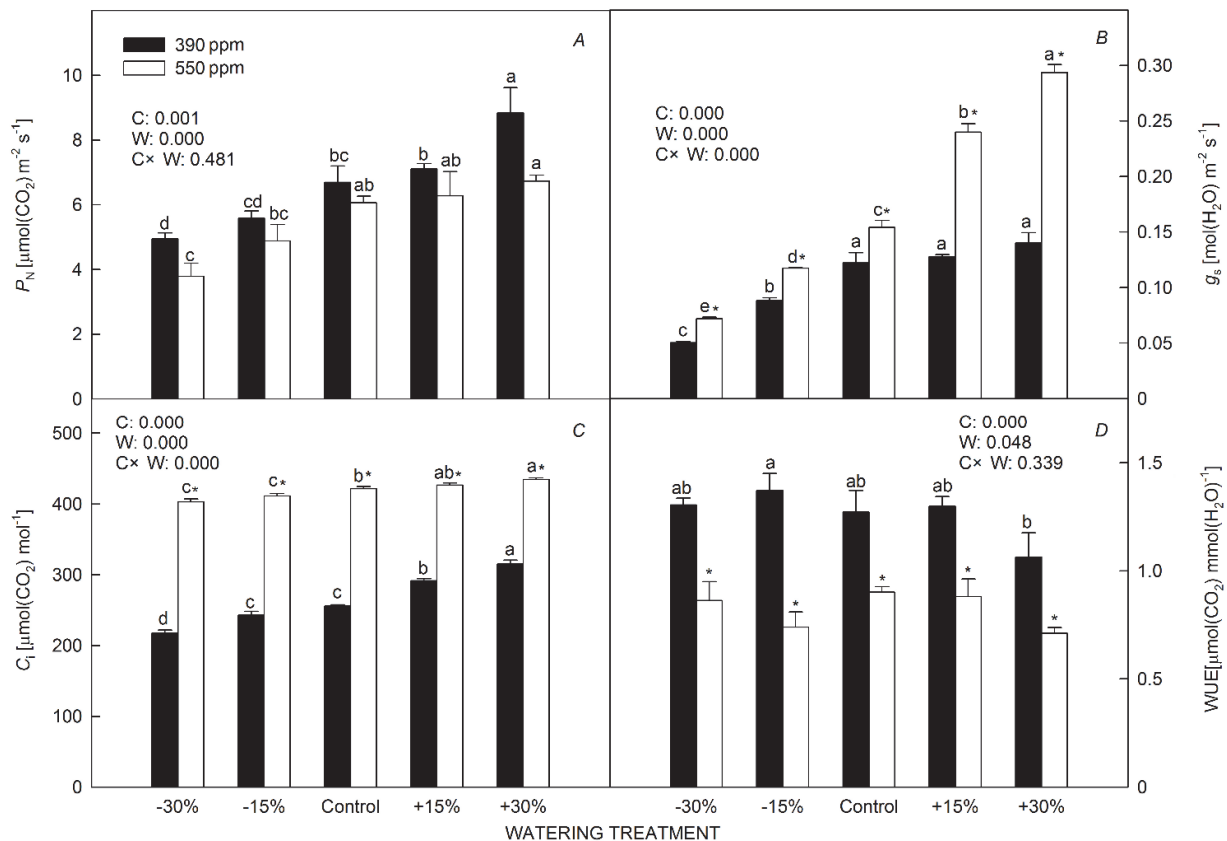 A
390 ppm
550 ppm
C: 0.001
W: 0.000
C× W: 0.481
10
8
6
4
2
0
P_N [μmol(CO₂) m⁻² s⁻¹]
d c
cd bc
bc ab
b ab
a a
B
C: 0.000
W: 0.000
C× W: 0.000
0.30
0.25
0.20
0.15
0.10
0.05
0
g_s [mol(H₂O) m⁻² s⁻¹]
c e*
b d*
a c*
a b*
a a*
C
C: 0.000
W: 0.000
C× W: 0.000
500
400
300
200
100
0
C_i [μmol(CO₂) mol⁻¹]
d c*
c c*
c b*
b ab*
a a*
D
C: 0.000
W: 0.048
C× W: 0.339
1.5
1.0
0.5
0
WUE[μmol(CO₂) mmol(H₂O)⁻¹]
ab *
a *
ab *
ab *
b *
-30% -15% Control +15% +30%
-30% -15% Control +15% +30%
WATERING TREATMENT